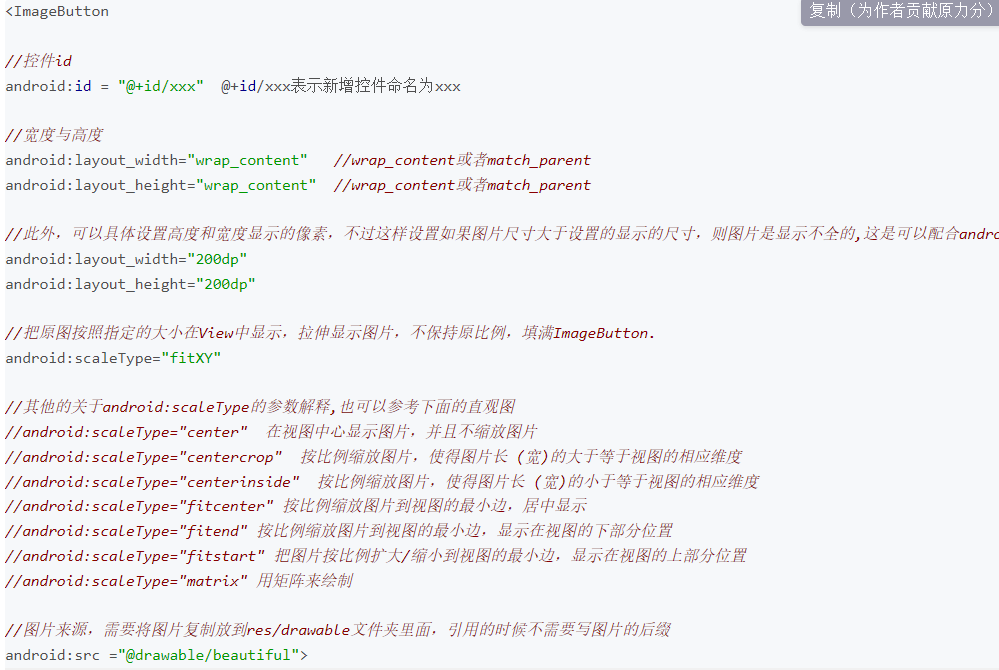 <ImageButton
复制（为作者贡献原力分）
//控件id
android:id = "@+id/xxx"  @+id/xxx表示新增控件命名为xxx
//宽度与高度
android:layout_width="wrap_content"   //wrap_content或者match_parent
android:layout_height="wrap_content"  //wrap_content或者match_parent
//此外，可以具体设置高度和宽度显示的像素，不过这样设置如果图片尺寸大于设置的显示的尺寸，则图片是显示不全的,这是可以配合andro
android:layout_width="200dp"
android:layout_height="200dp"
//把原图按照指定的大小在View中显示，拉伸显示图片，不保持原比例，填满ImageButton.
android:scaleType="fitXY"
//其他的关于android:scaleType的参数解释,也可以参考下面的直观图
//android:scaleType="center"  在视图中心显示图片，并且不缩放图片
//android:scaleType="centercrop"  按比例缩放图片，使得图片长 (宽)的大于等于视图的相应维度
//android:scaleType="centerinside"  按比例缩放图片，使得图片长 (宽)的小于等于视图的相应维度
//android:scaleType="fitcenter" 按比例缩放图片到视图的最小边，居中显示
//android:scaleType="fitend" 按比例缩放图片到视图的最小边，显示在视图的下部分位置
//android:scaleType="fitstart" 把图片按比例扩大/缩小到视图的最小边，显示在视图的上部分位置
//android:scaleType="matrix" 用矩阵来绘制
//图片来源，需要将图片复制放到res/drawable文件夹里面，引用的时候不需要写图片的后缀
android:src ="@drawable/beautiful">